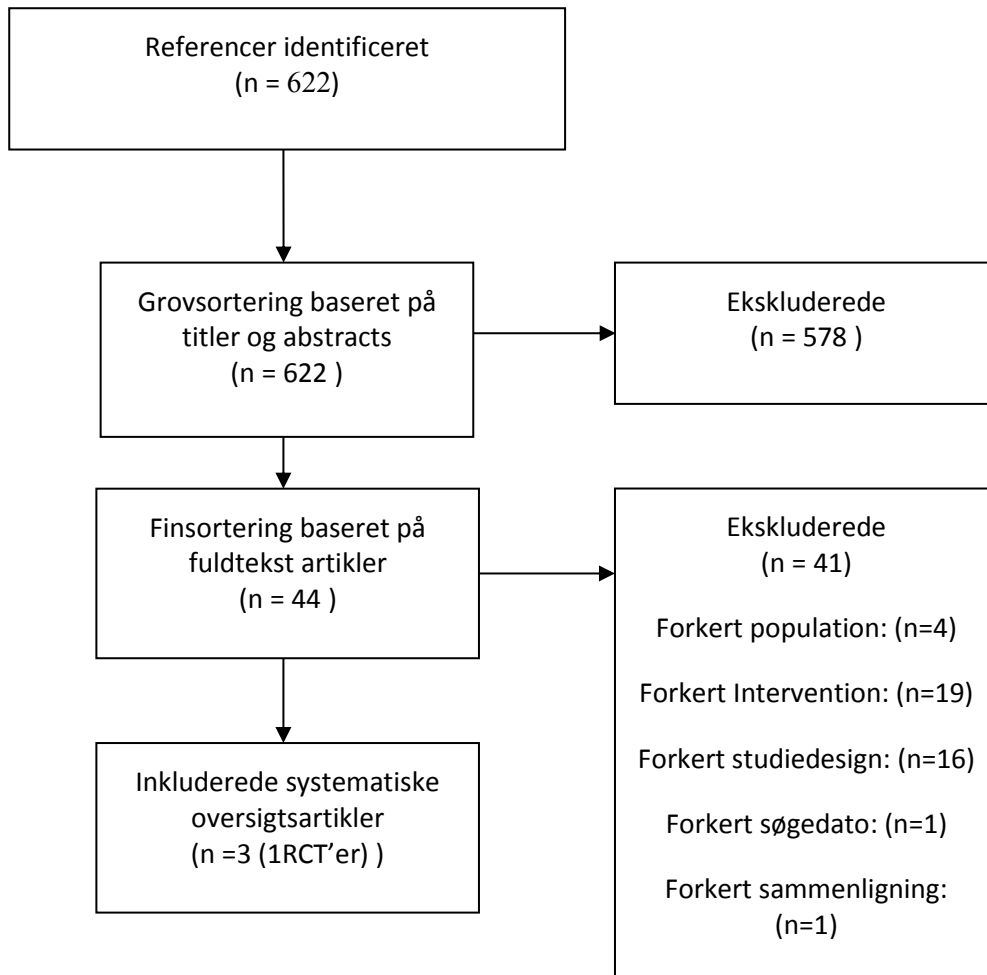 Referencer identificeret
(n = 622)
Grovsortering baseret på
titler og abstracts
(n = 622 )
Ekskluderede
(n = 578 )
Finsortering baseret på
fuldtekst artikler
(n = 44 )
Ekskluderede
(n = 41)
Forkert population: (n=4)
Forkert Intervention: (n=19)
Forkert studiedesign: (n=16)
Forkert søgedato: (n=1)
Forkert sammenligning:
(n=1)
Inkluderede systematiske
oversigtsartikler
(n =3 (1RCT’er) )